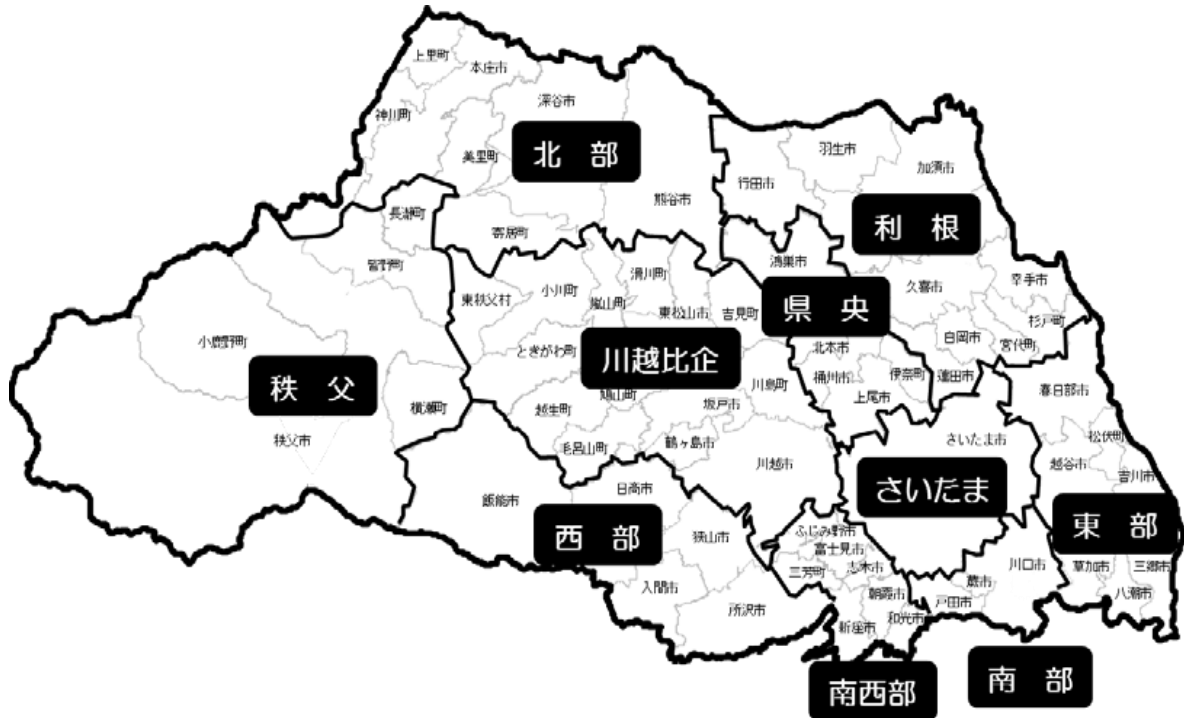 上里町
本庄市
神川町
深谷市
美里町
北 部
熊谷市
寄居町
長瀞町
皆野町
小鹿野町
秩 父
横瀬町
秩父市
行田市
羽生市
加須市
利 根
久喜市
幸手市
杉戸町
宮代町
白岡市
蓮田市
鴻巣市
県 央
北本市
桶川市
伊奈町
上尾市
東秩父村
小川町
嵐山町
滑川町
東松山市
吉見町
ときがわ町
川越比企
川島町
鳩山町
越生町
坂戸市
毛呂山町
鶴ヶ島市
川越市
さいたま市
さいたま
春日部市
松伏町
越谷市
吉川市
東 部
草加市
三郷市
八潮市
飯能市
日高市
西 部
狭山市
入間市
所沢市
ふじみ野市
富士見市
三芳町
志木市
朝霞市
新座市
和光市
南西部
川口市
蕨市
戸田市
南 部